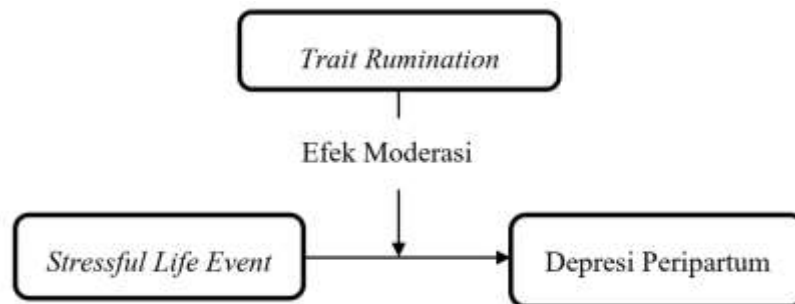 Trait Rumination
Efek Moderasi
Stressful Life Event
Depresi Peripartum